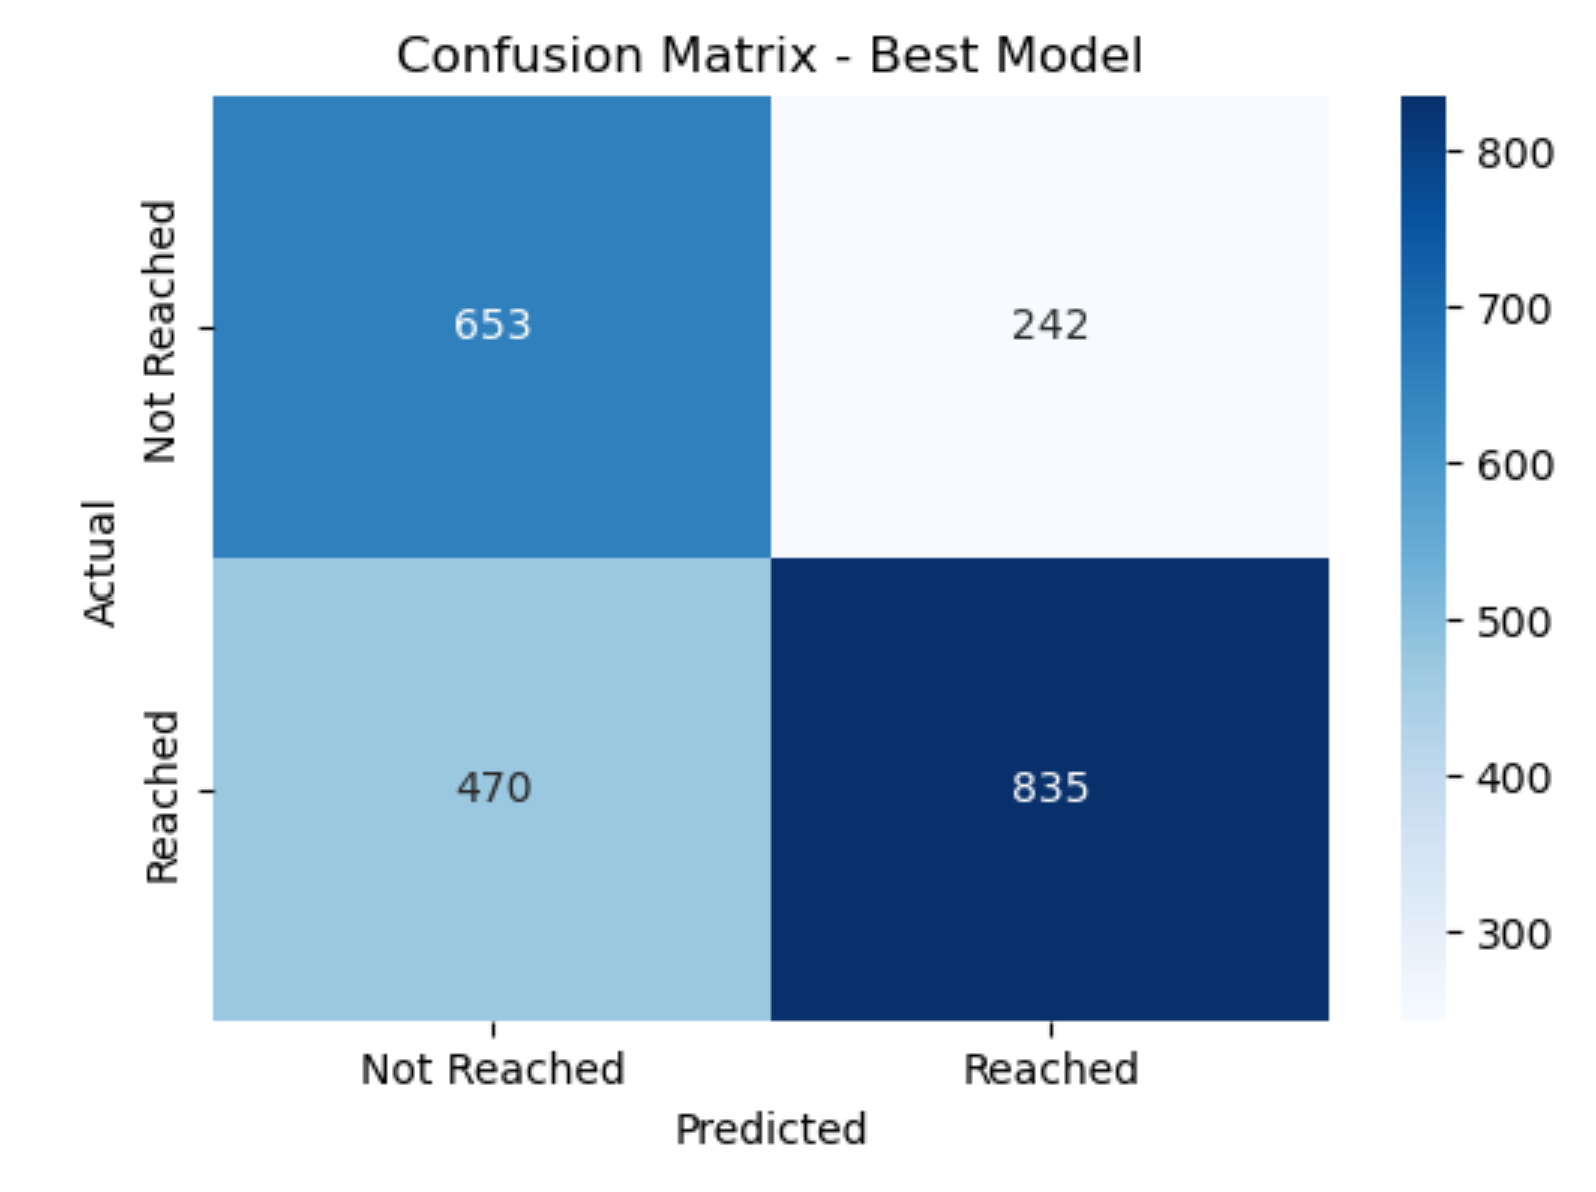 Confusion Matrix - Best Model
Actual
Not Reached
Reached
653
242
470
835
Not Reached
Reached
Predicted
800
700
600
500
400
300